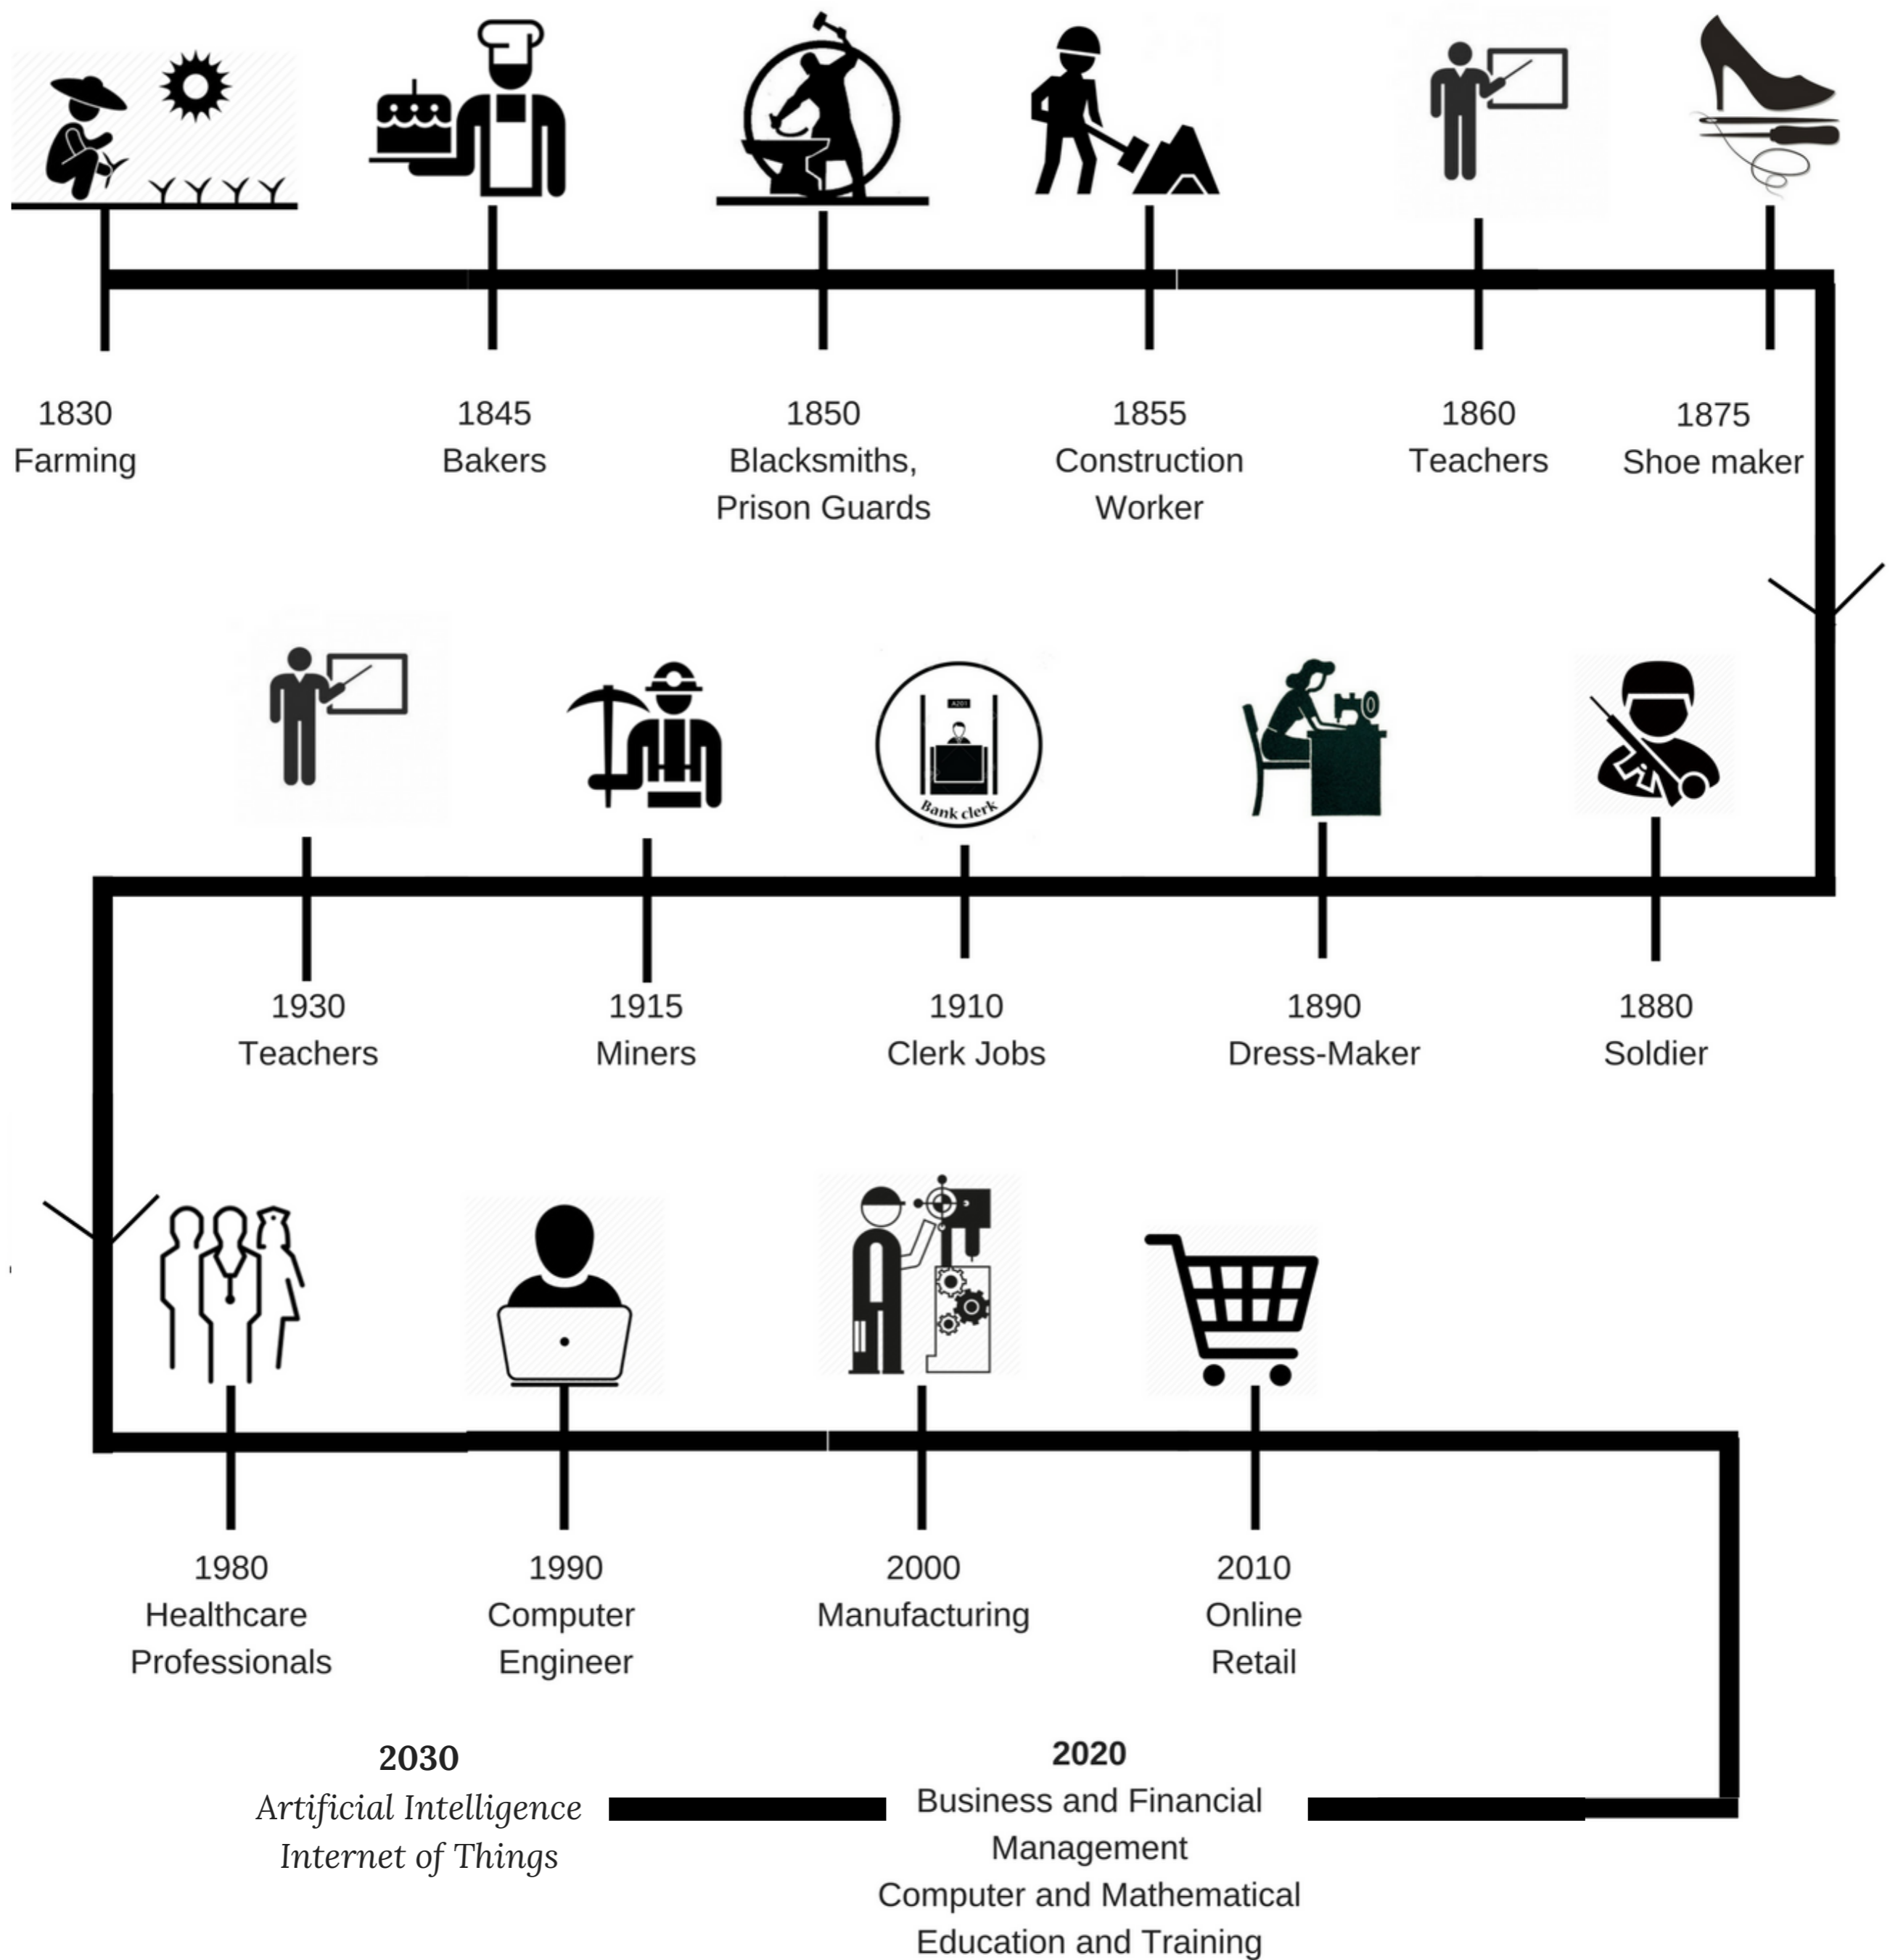 1830
Farming
1845
Bakers
1850
Blacksmiths,
Prison Guards
1855
Construction
Worker
1860
Teachers
1875
Shoe maker
1930
Teachers
1915
Miners
A201
Bank clerk
1910
Clerk Jobs
1890
Dress-Maker
1880
Soldier
1980
Healthcare
Professionals
1990
Computer
Engineer
2000
Manufacturing
2010
Online
Retail
2030
Artificial Intelligence
Internet of Things
2020
Business and Financial
Management
Computer and Mathematical
Education and Training